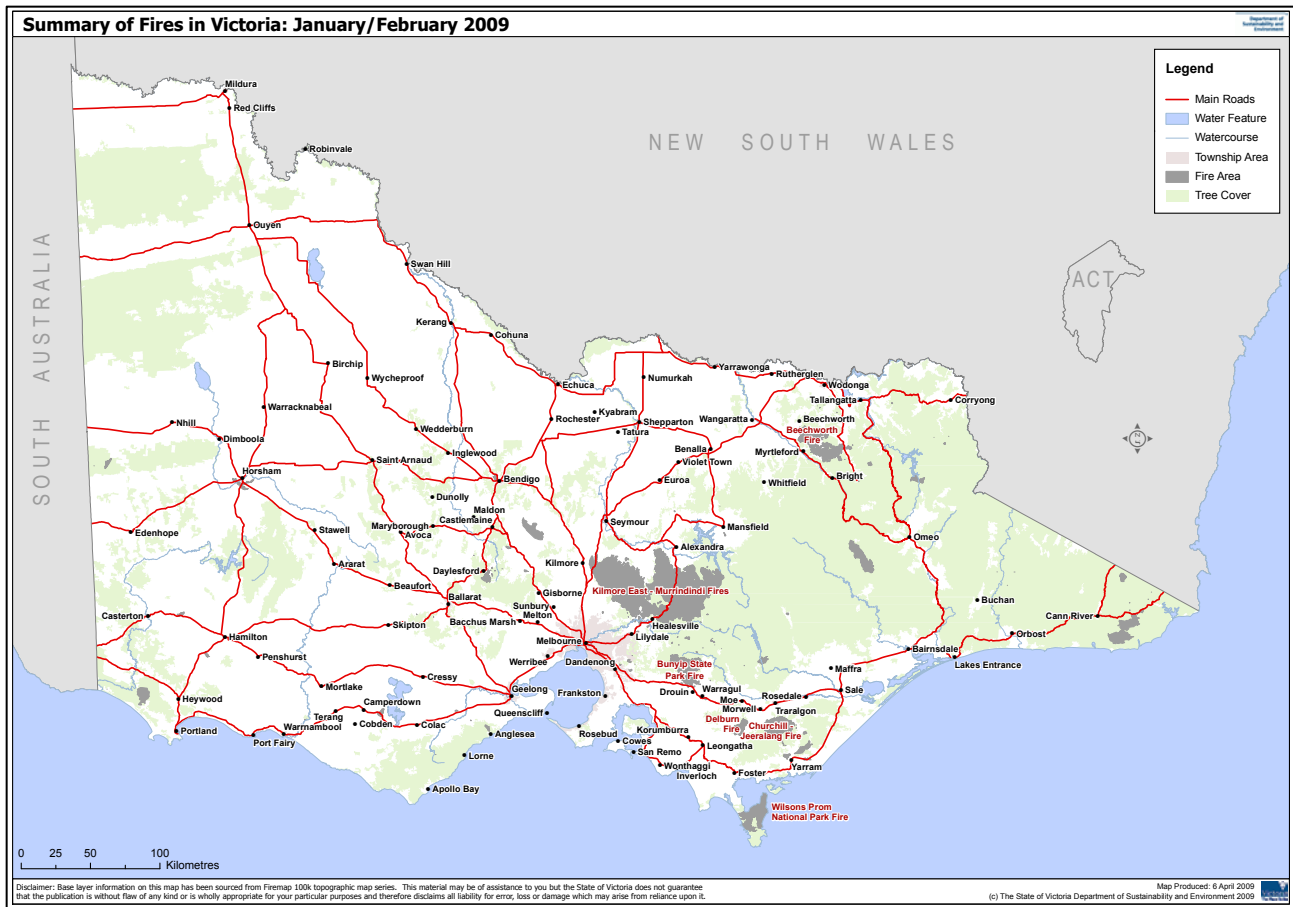 Summary of Fires in Victoria: January/February 2009
Department of
Sustainability and
Environment
Legend
Main Roads
Water Feature
Watercourse
Township Area
Fire Area
Tree Cover
NEW SOUTH WALES
SOUTH AUSTRALIA
ACT
Mildura
Red Cliffs
Robinvale
Ouyen
Swan Hill
Kerang
Cohuna
Birchip
Wycheproof
Echuca
Numurkah
Yarrawonga
Rutherglen
Wodonga
Tallangatta
Corryong
Warracknabeal
Nhill
Dimboola
Wedderburn
Rochester
Kyabram
Shepparton
Tatura
Wangaratta
Beechworth
Beechworth
Fire
Saint Arnaud
Inglewood
Benalla
Violet Town
Myrtleford
Horsham
Bendigo
Euroa
Whitfield
Bright
Dunolly
Maldon
Edenhope
Stawell
Maryborough
Castlemaine
Avoca
Seymour
Mansfield
Omeo
Ararat
Daylesford
Kilmore
Alexandra
Beaufort
Gisborne
Kilmore East - Murrindindi Fires
Buchan
Casterton
Ballarat
Sunbury
Melton
Bacchus Marsh
Healesville
Cann River
Hamilton
Skipton
Melbourne
Lilydale
Orbost
Penshurst
Werribee
Dandenong
Bunyip State
Park Fire
Bairnsdale
Lakes Entrance
Maffra
Mortlake
Cressy
Heywood
Geelong
Frankston
Drouin
Warragul
Moe
Rosedale
Sale
Camperdown
Terang
Cobden
Colac
Queenscliff
Morwell
Traralgon
Portland
Port Fairy
Warrnambool
Anglesea
Rosebud
Korumburra
Delburn
Fire
Churchill -
Jeeralang Fire
Cowes
San Remo
Leongatha
Lorne
Wonthaggi
Inverloch
Foster
Yarram
Apollo Bay
Wilsons Prom
National Park Fire
0 25 50 100
Kilometres
Disclaimer: Base layer information on this map has been sourced from Firemap 100k topographic map series. This material may be of assistance to you but the State of Victoria does not guarantee
that the publication is without flaw of any kind or is wholly appropriate for your particular purposes and therefore disclaims all liability for error, loss or damage which may arise from reliance upon it.
Map Produced: 6 April 2009
(c) The State of Victoria Department of Sustainability and Environment 2009